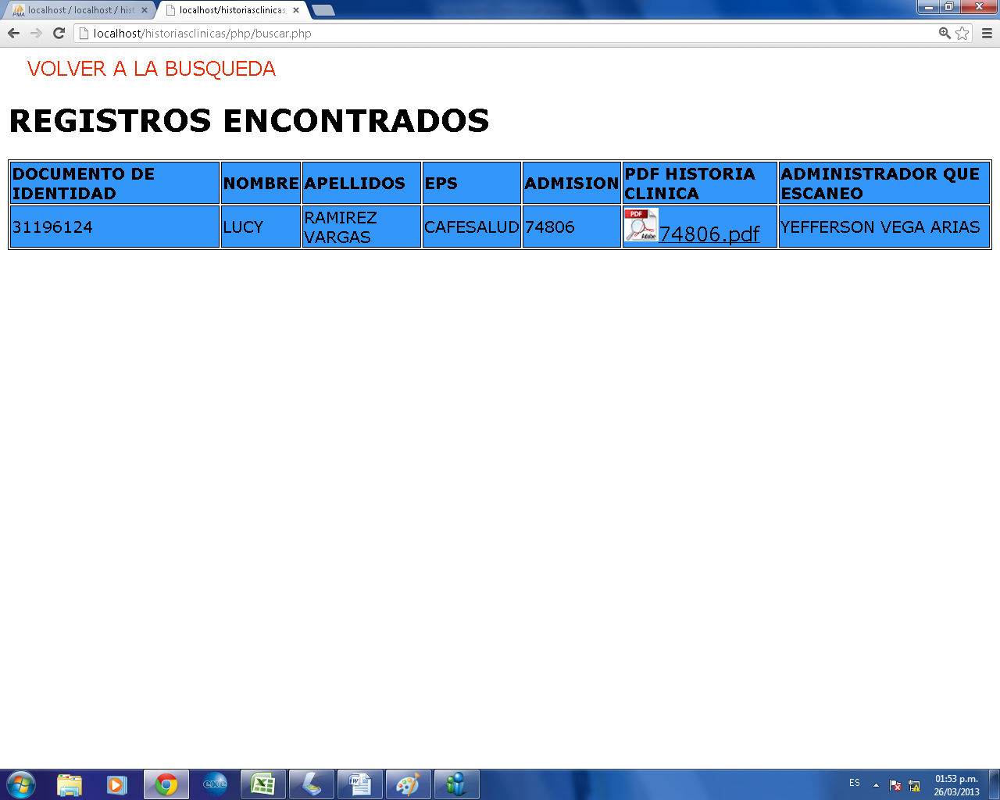 PMA localhost / localhost / hist
localhost/historiasclinicas
localhost/historiasclinicas/php/buscar.php
VOLVER A LA BUSQUEDA
REGISTROS ENCONTRADOS
DOCUMENTO DE IDENTIDAD NOMBRE APELLIDOS EPS ADMISION PDF HISTORIA CLINICA ADMINISTRADOR QUE ESCANEO
31196124 LUCY RAMIREZ VARGAS CAFESALUD 74806 PDF Adobe 74806.pdf YEFFERSON VEGA ARIAS
exe
ES
01:53 p.m.
26/03/2013